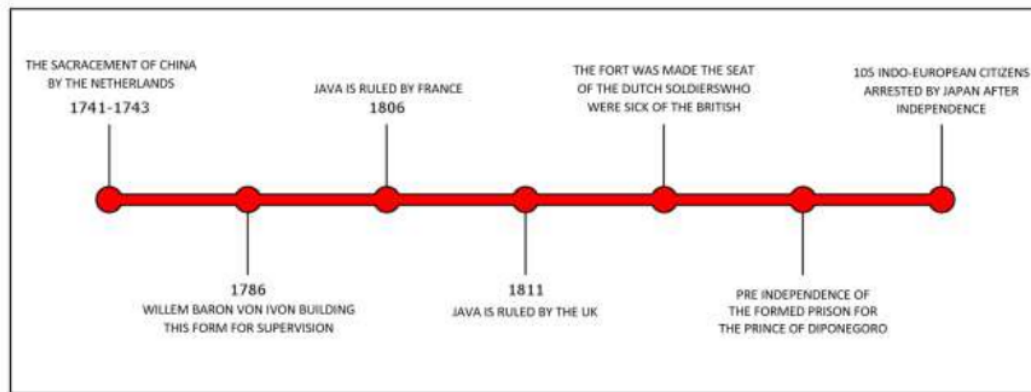 THE SACRACEMENT OF CHINA
BY THE NETHERLANDS
1741-1743
1786
WILLEM BARON VON IVON BUILDING
THIS FORM FOR SUPERVISION
JAVA IS RULED BY FRANCE
1806
1811
JAVA IS RULED BY THE UK
THE FORT WAS MADE THE SEAT
OF THE DUTCH SOLDIERSWHO
WERE SICK OF THE BRITISH
PRE INDEPENDENCE OF
THE FORMED PRISON FOR
THE PRINCE OF DIPONEGORO
105 INDO-EUROPEAN CITIZENS
ARRESTED BY JAPAN AFTER
INDEPENDENCE